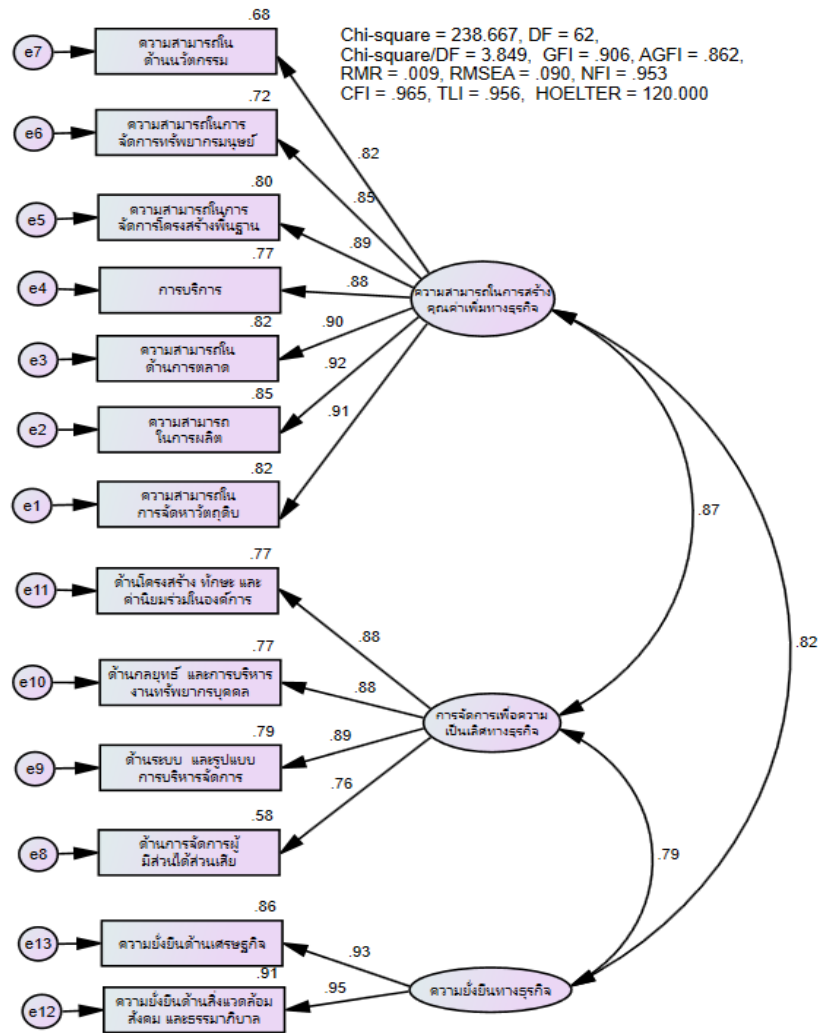 .68
Chi-square = 238.667, DF = 62,
Chi-square/DF = 3.849, GFI = .906, AGFI = .862,
RMR = .009, RMSEA = .090, NFI = .953
CFI = .965, TLI = .956, HOELTER = 120.000
e7
ความสามารถใน
ด้านนวัตกรรม
.72
e6
ความสามารถในการ
จัดการทรัพยากรมนุษย์
.80
e5
ความสามารถในการ
จัดการโครงสร้างพื้นฐาน
.77
e4
การบริการ
.82
e3
ความสามารถใน
ด้านการตลาด
.85
e2
ความสามารถ
ในการผลิต
.82
e1
ความสามารถใน
การจัดหาวัตถุดิบ
.82
.85
.89
.88
.90
.92
.91
ความสามารถในการสร้าง
คุณค่าเพิ่มทางธุรกิจ
.87
.82
.77
e11
ด้านโครงสร้าง ทักษะ และ
ค่านิยมร่วมในองค์การ
.77
e10
ด้านกลยุทธ์ และการบริหาร
งานทรัพยากรบุคคล
.79
e9
ด้านระบบ และรูปแบบ
การบริหารจัดการ
.58
e8
ด้านการจัดการผู้
มีส่วนได้ส่วนเสีย
.88
.88
.89
.76
การจัดการเพื่อความ
เป็นเลิศทางธุรกิจ
.79
.86
e13
ความยั่งยืนด้านเศรษฐกิจ
.91
e12
ความยั่งยืนด้านสิ่งแวดล้อม
สังคม และธรรมาภิบาล
.93
.95
ความยั่งยืนทางธุรกิจ